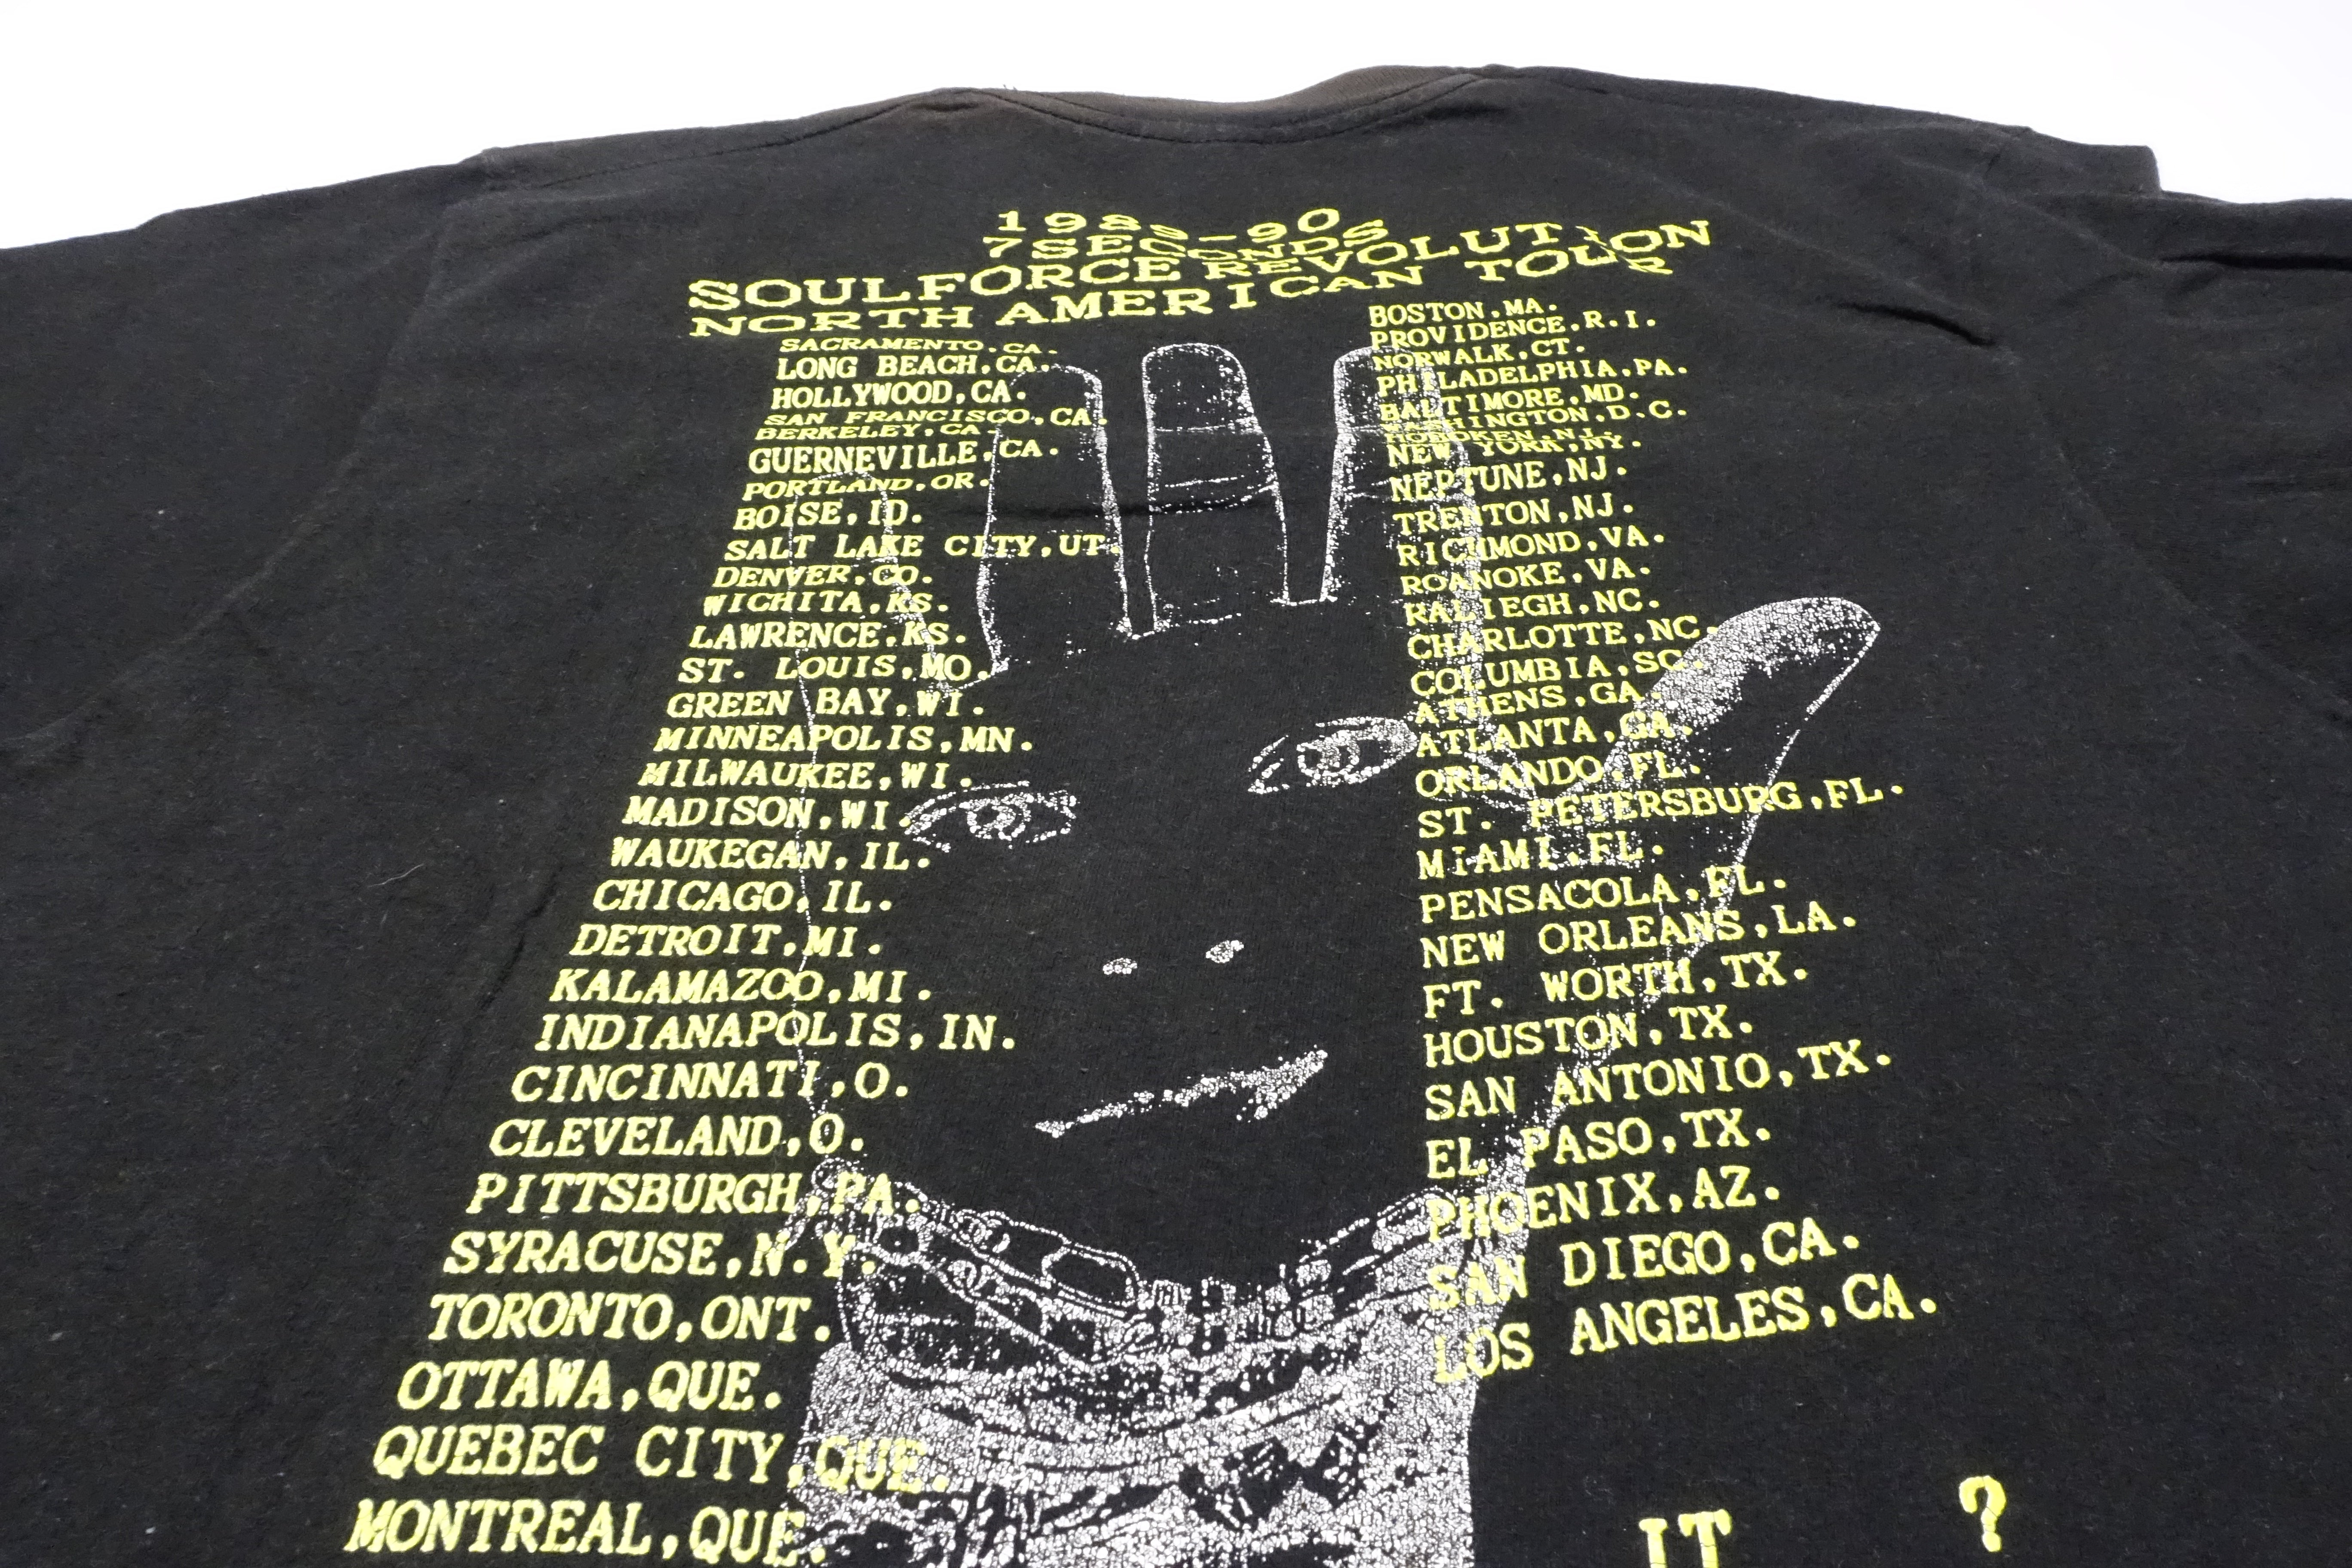 1989-90
7SECONDS
SOULFORCE REVOLUTION
NORTH AMERICAN TOUR
SACRAMENTO.CA.
LONG BEACH,CA.
HOLLYWOOD,CA.
SAN FRANCISCO,CA.
BERKELEY,CA.
GUERNEVILLE,CA.
PORTLAND,OR.
BOISE,ID.
SALT LAKE CITY,UT.
DENVER,CO.
WICHITA,KS.
LAWRENCE,KS.
ST. LOUIS,MO.
GREEN BAY,WI.
MINNEAPOLIS,MN.
MILWAUKEE,WI.
MADISON,WI.
WAUKEGAN,IL.
CHICAGO,IL.
DETROIT,MI.
KALAMAZOO,MI.
INDIANAPOLIS,IN.
CINCINNATI,O.
CLEVELAND,O.
PITTSBURGH,PA.
SYRACUSE,N.Y.
TORONTO,ONT.
OTTAWA,QUE.
QUEBEC CITY,QUE.
MONTREAL,QUE.
BOSTON,MA.
PROVIDENCE,R.I.
NORWALK,CT.
PHILADELPHIA,PA.
BALTIMORE,MD.
WASHINGTON,D.C.
HOBOKEN,N.J.
NEW YORK,NY.
NEPTUNE,NJ.
TRENTON,NJ.
RICHMOND,VA.
ROANOKE,VA.
RALIEGH,NC.
CHARLOTTE,NC.
COLUMBIA,SC.
ATHENS,GA.
ATLANTA,GA.
ORLANDO,FL.
ST. PETERSBURG,FL.
MIAMI,FL.
PENSACOLA,FL.
NEW ORLEANS,LA.
FT. WORTH,TX.
HOUSTON,TX.
SAN ANTONIO,TX.
EL PASO,TX.
PHOENIX,AZ.
SAN DIEGO,CA.
LOS ANGELES,CA.
IT ?